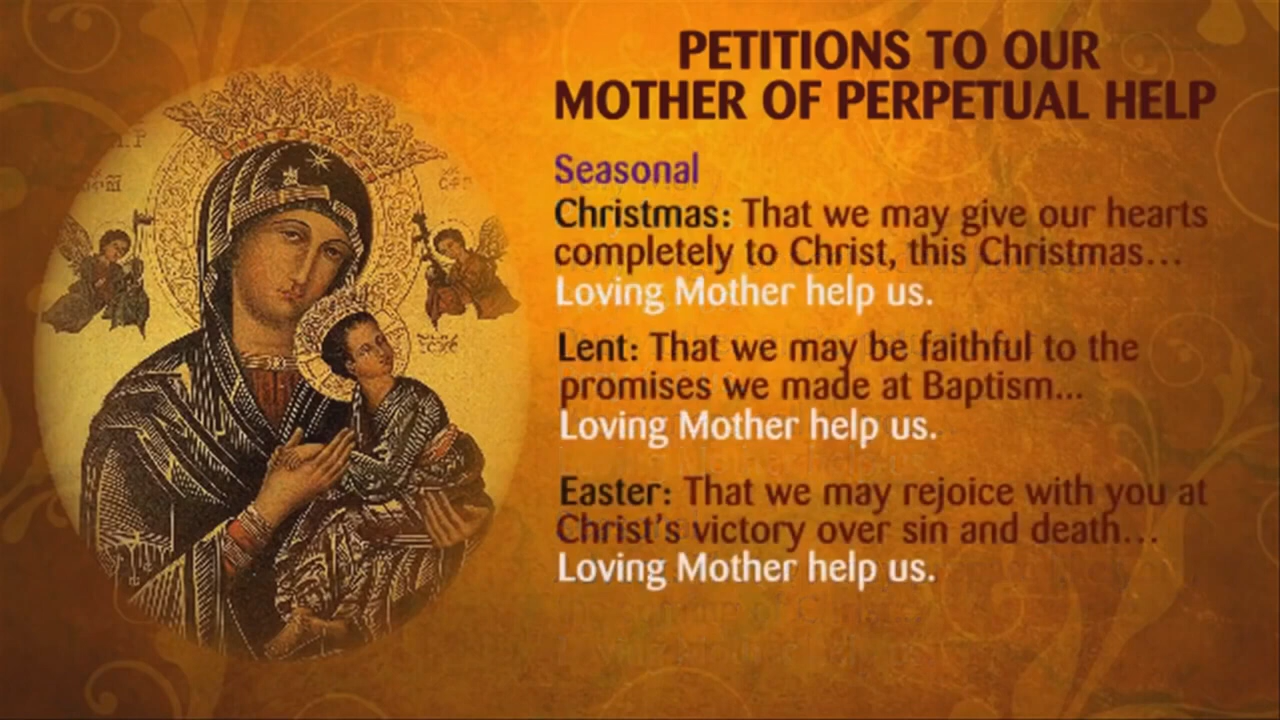 PETITIONS TO OUR
MOTHER OF PERPETUAL HELP
Seasonal
Christmas: That we may give our hearts
completely to Christ, this Christmas...
Loving Mother help us.
Lent: That we may be faithful to the
promises we made at Baptism...
Loving Mother help us.
Easter: That we may rejoice with you at
Christ's victory over sin and death...
Loving Mother help us.